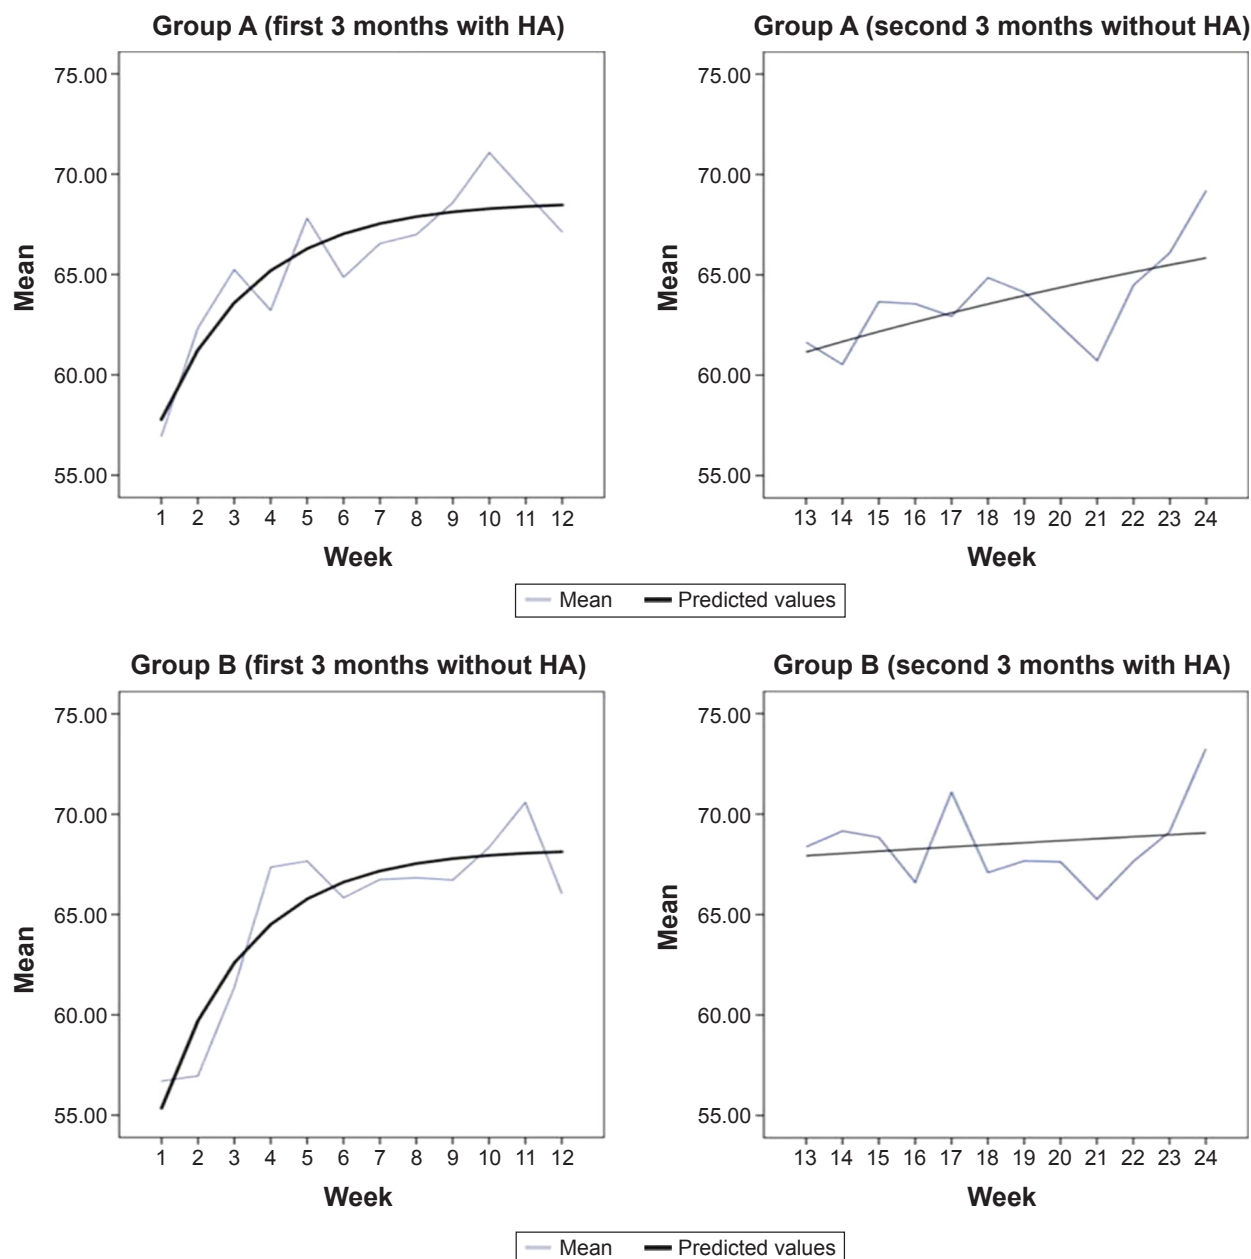 Group A (first 3 months with HA)
75.00
70.00
65.00
60.00
55.00
Mean
1 2 3 4 5 6 7 8 9 10 11 12
Week
Group A (second 3 months without HA)
75.00
70.00
65.00
60.00
55.00
Mean
13 14 15 16 17 18 19 20 21 22 23 24
Week
Mean Predicted values
Group B (first 3 months without HA)
75.00
70.00
65.00
60.00
55.00
Mean
1 2 3 4 5 6 7 8 9 10 11 12
Week
Group B (second 3 months with HA)
75.00
70.00
65.00
60.00
55.00
Mean
13 14 15 16 17 18 19 20 21 22 23 24
Week
Mean Predicted values